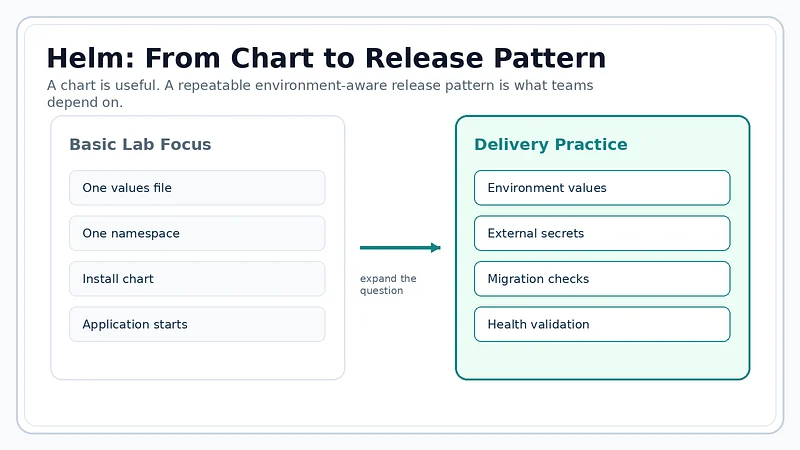 Helm: From Chart to Release Pattern
A chart is useful. A repeatable environment-aware release pattern is what teams
depend on.
Basic Lab Focus
One values file
One namespace
Install chart
Application starts
expand the
question
Delivery Practice
Environment values
External secrets
Migration checks
Health validation